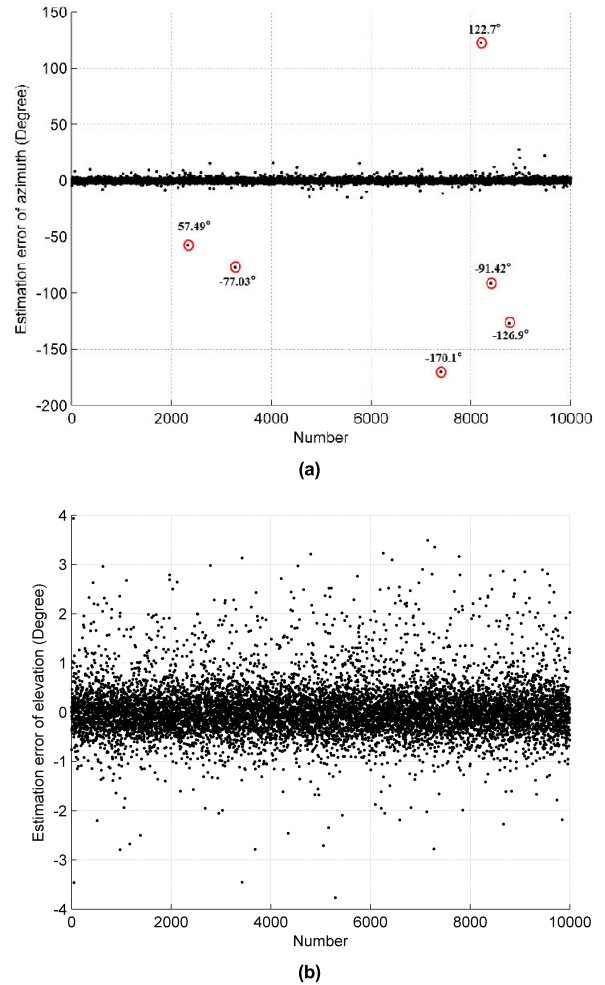 150
122.7°
100
50
0
-50
57.49°
-77.03°
-91.42°
-100
-126.9°
-150
-170.1°
-200
0 2000 4000 6000 8000 10000
Number
Estimation error of azimuth (Degree)
(a)
4
3
2
1
0
-1
-2
-3
-4
0 2000 4000 6000 8000 10000
Number
Estimation error of elevation (Degree)
(b)